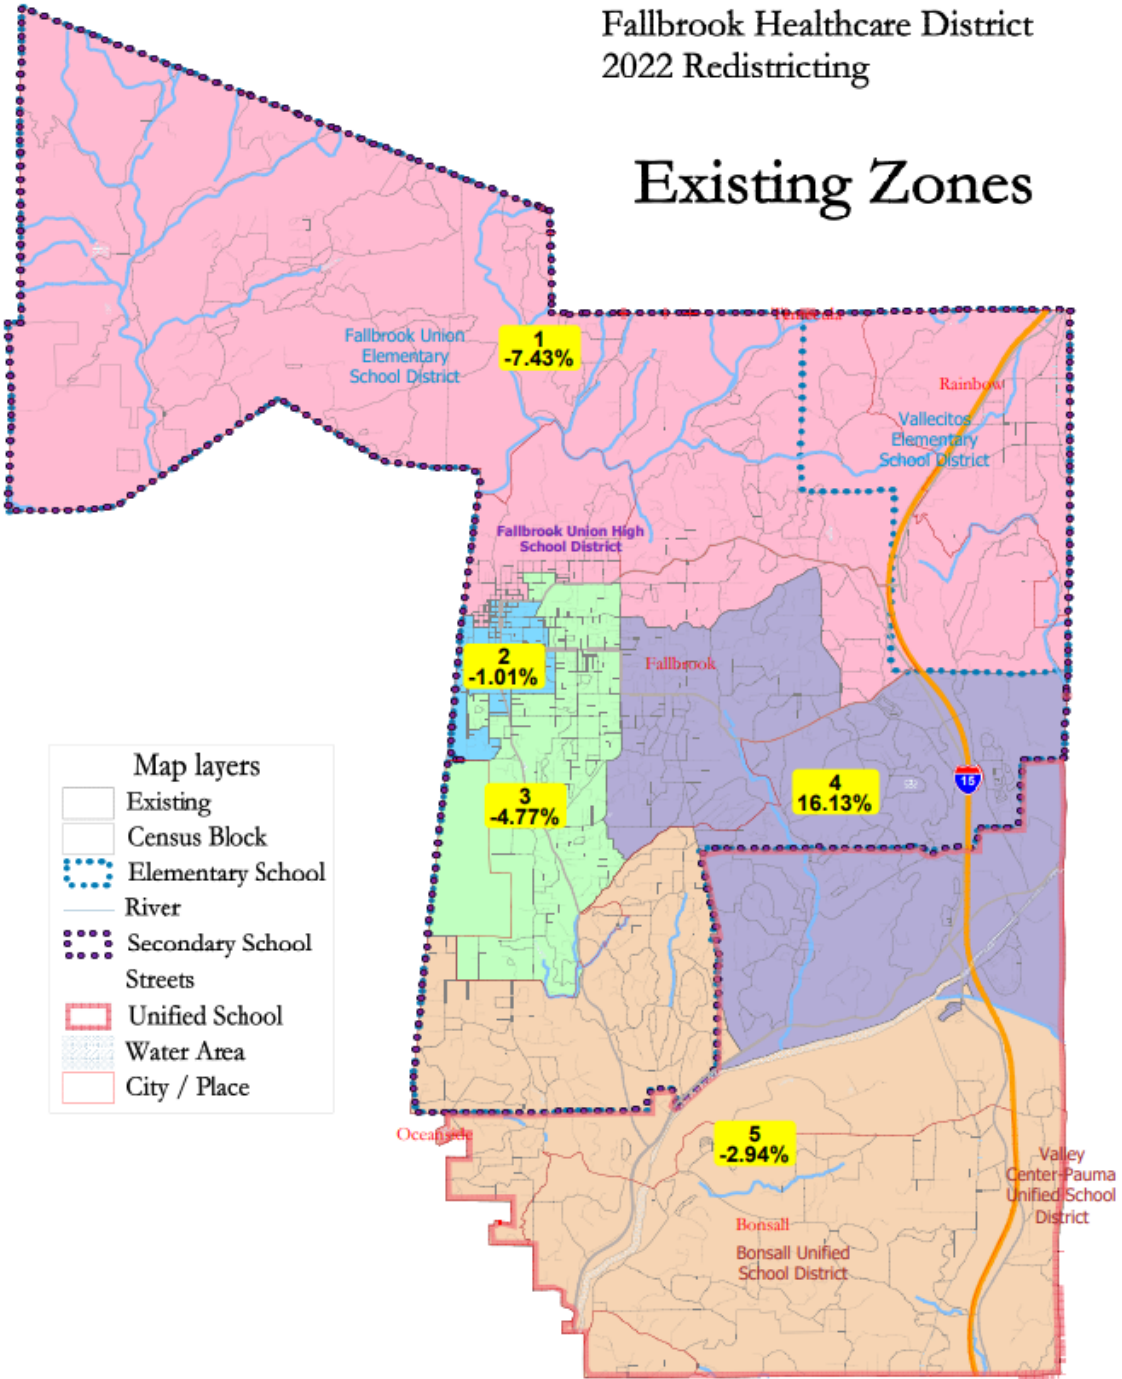 Fallbrook Healthcare District
2022 Redistricting
Existing Zones
Temecula
Fallbrook Union
Elementary
School District
1
-7.43%
Rainbow
Vallecitos
Elementary
School District
Fallbrook Union High
School District
2
-1.01%
Fallbrook
3
-4.77%
4
16.13%
15
Map layers
Existing
Census Block
Elementary School
River
Secondary School
Streets
Unified School
Water Area
City / Place
Oceanside
5
-2.94%
Valley
Center-Pauma
Unified School
District
Bonsall
Bonsall Unified
School District